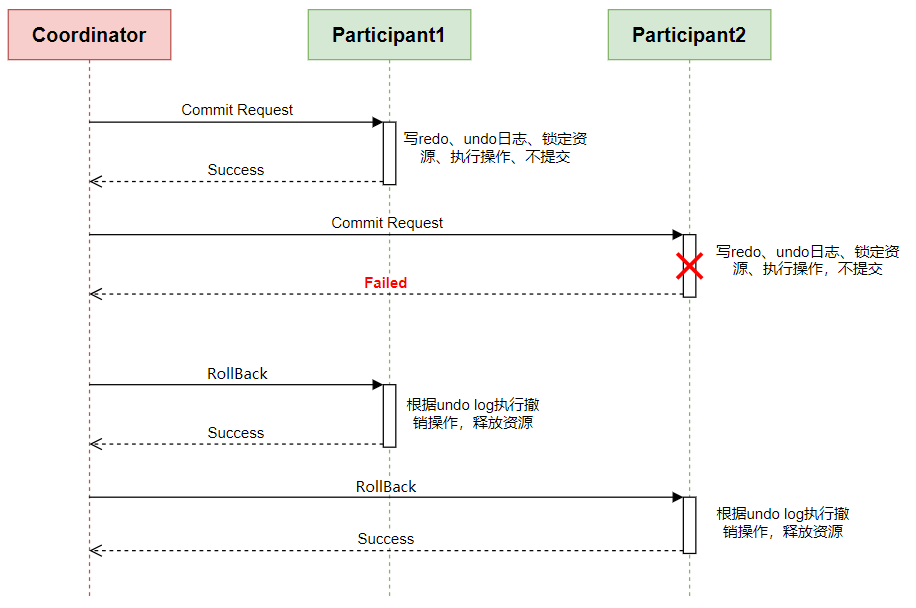 Coordinator
Participant1
Participant2
Commit Request
写redo、undo日志、锁定资
源、执行操作、不提交
Success
Commit Request
写redo、undo日志、锁定资
源、执行操作，不提交
Failed
RollBack
根据undo log执行撤
销操作，释放资源
Success
RollBack
根据undo log执行撤
销操作，释放资源
Success